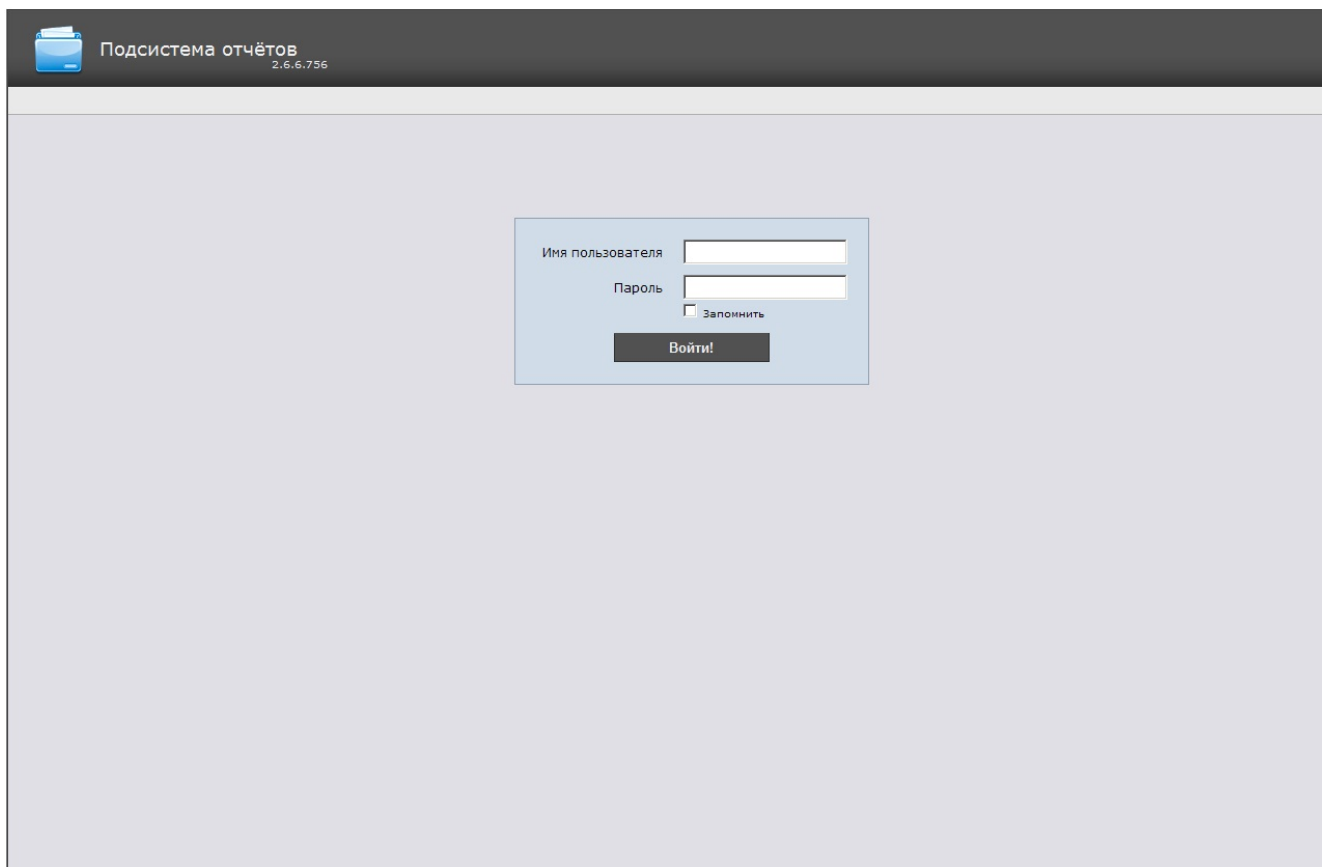 Подсистема отчётов
2.6.6.756
Имя пользователя
Пароль
Запомнить
Войти!